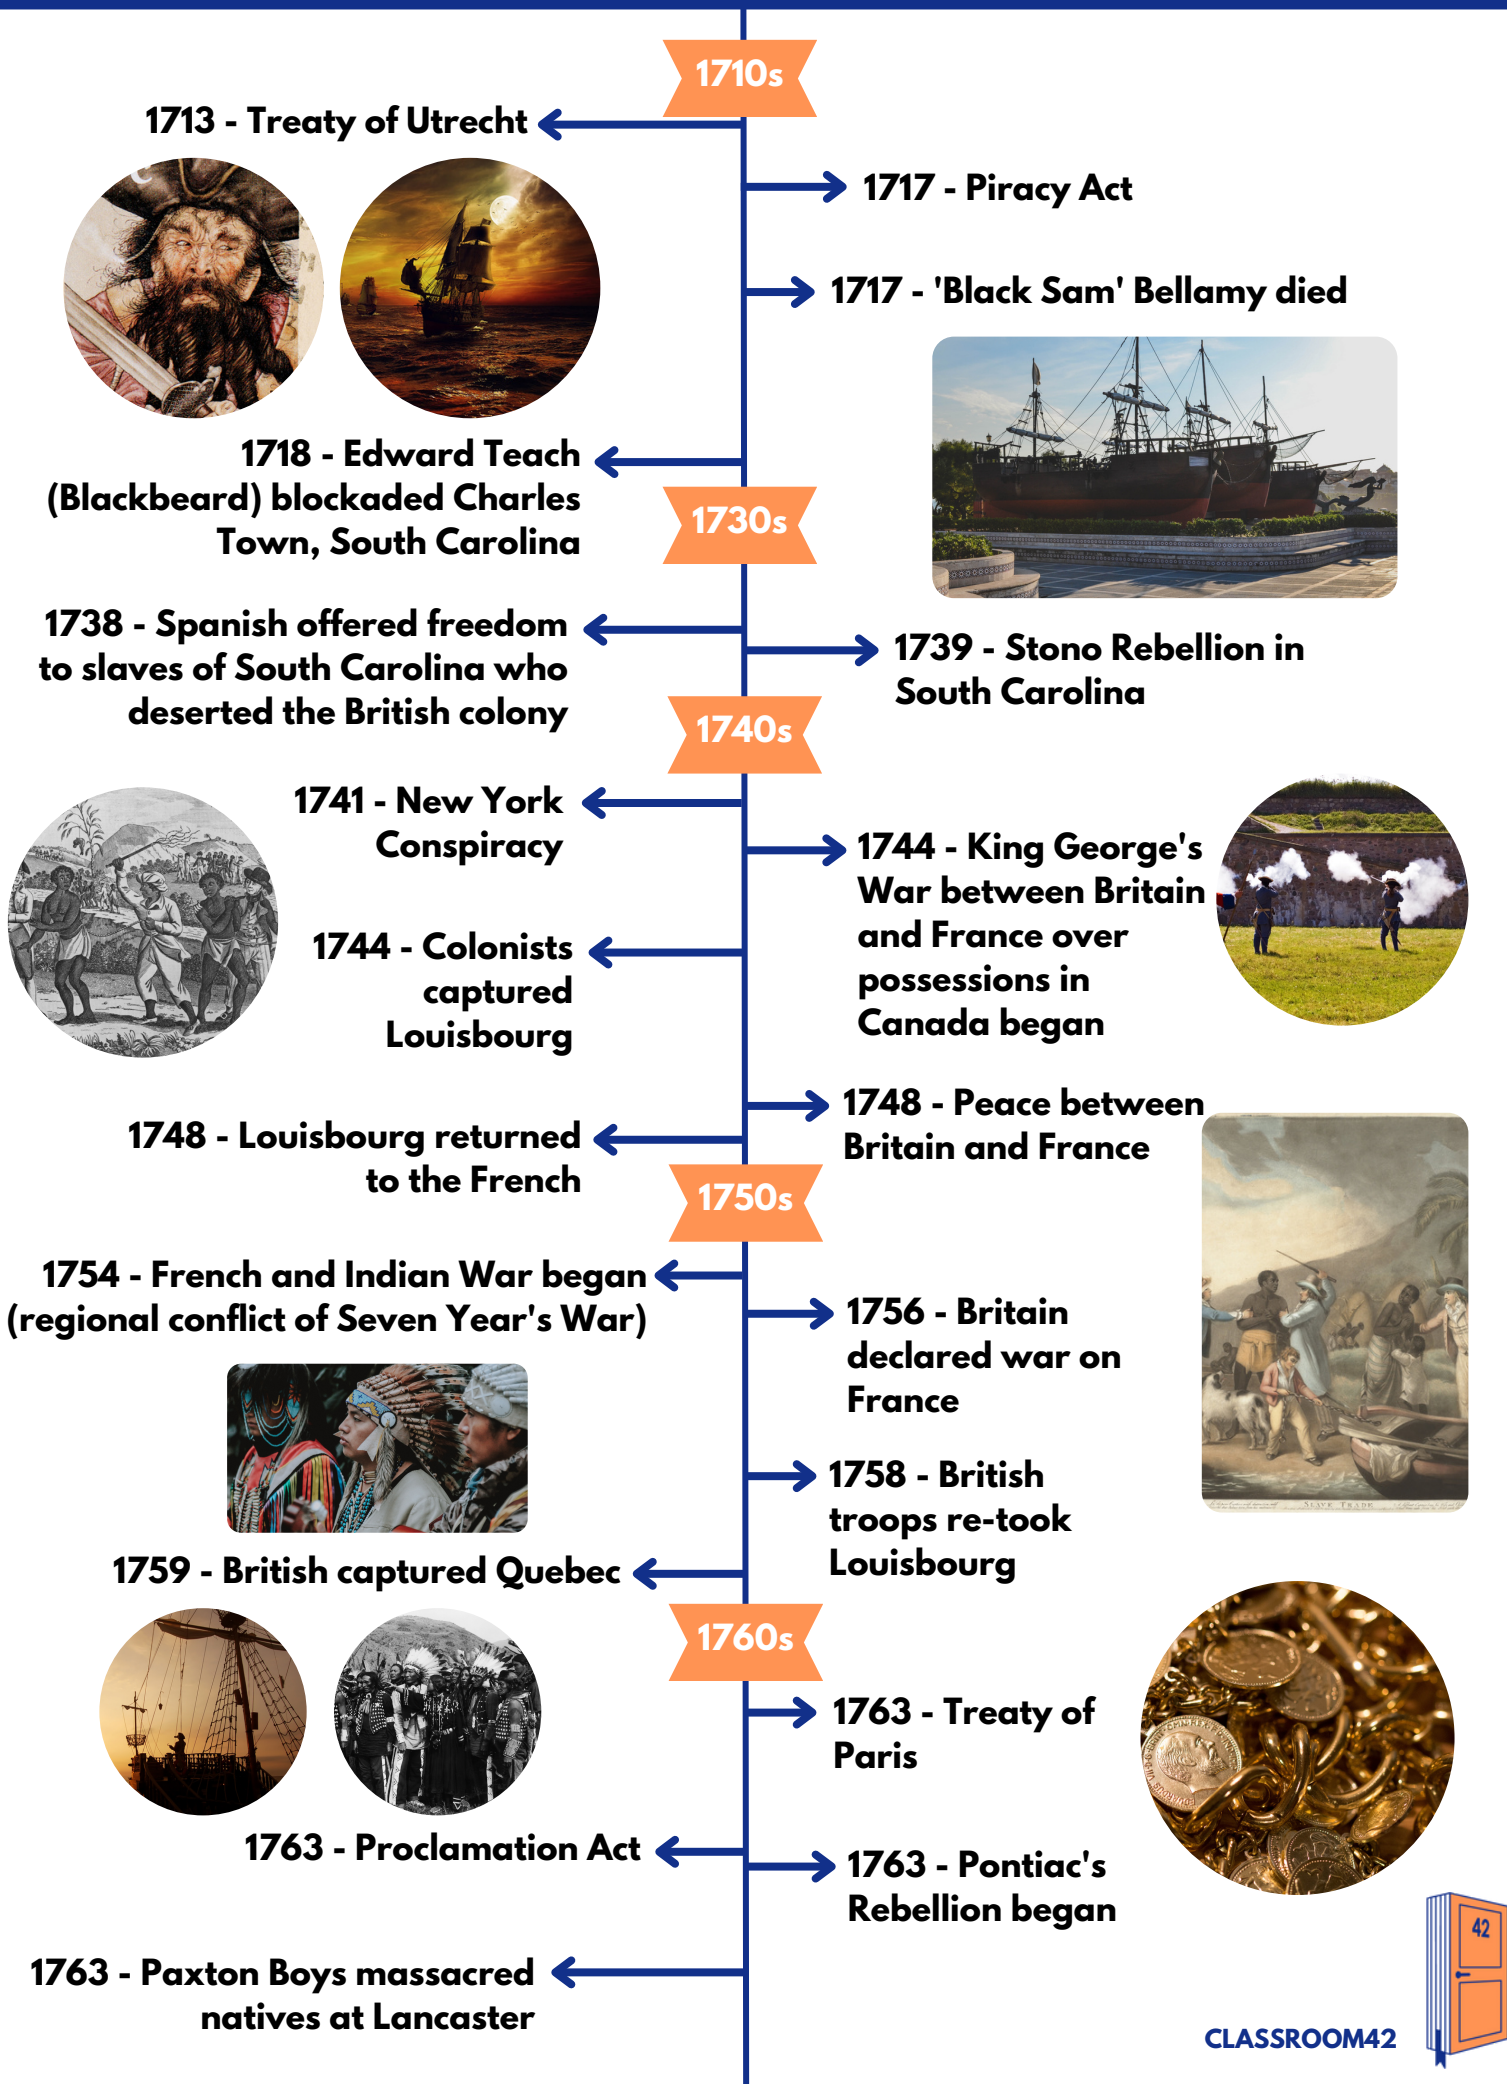 1710s
1713 - Treaty of Utrecht
1717 - Piracy Act
1717 - 'Black Sam' Bellamy died
1718 - Edward Teach
(Blackbeard) blockaded Charles
Town, South Carolina
1730s
1738 - Spanish offered freedom
to slaves of South Carolina who
deserted the British colony
1739 - Stono Rebellion in
South Carolina
1740s
1741 - New York
Conspiracy
1744 - King George's
War between Britain
and France over
possessions in
Canada began
1744 - Colonists
captured
Louisbourg
1748 - Peace between
Britain and France
1748 - Louisbourg returned
to the French
1750s
1754 - French and Indian War began
(regional conflict of Seven Year's War)
1756 - Britain
declared war on
France
SLAVE TRADE
1758 - British
troops re-took
Louisbourg
1759 - British captured Quebec
1760s
1763 - Treaty of
Paris
1763 - Proclamation Act
1763 - Pontiac's
Rebellion began
1763 - Paxton Boys massacred
natives at Lancaster
42
CLASSROOM42